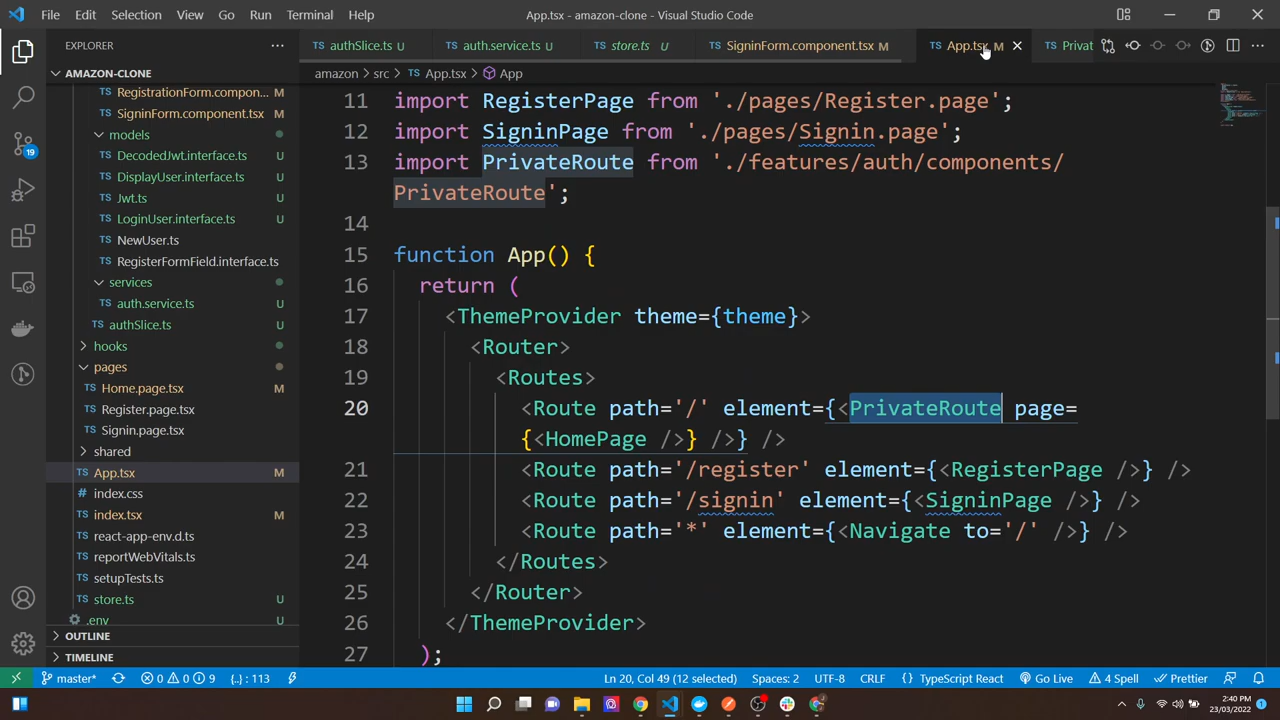 File Edit Selection View Go Run Terminal Help App.tsx - amazon-clone - Visual Studio Code
EXPLORER
AMAZON-CLONE
RegistrationForm.compon... M
SigninForm.component.tsx M
models
DecodedJwt.interface.ts U
DisplayUser.interface.ts U
Jwt.ts U
LoginUser.interface.ts U
NewUser.ts U
RegisterFormField.interface.ts U
services
auth.service.ts U
authSlice.ts U
hooks
pages
Home.page.tsx M
Register.page.tsx U
Signin.page.tsx U
shared
App.tsx M
index.css
index.tsx M
react-app-env.d.ts
reportWebVitals.ts
setupTests.ts
store.ts U
.env
OUTLINE
TIMELINE
authSlice.ts U auth.service.ts U store.ts U SigninForm.component.tsx M App.tsx M Privat
amazon > src > App.tsx > App
11 import RegisterPage from './pages/Register.page';
12 import SigninPage from './pages/Signin.page';
13 import PrivateRoute from './features/auth/components/
PrivateRoute';
14
15 function App() {
16 return (
17 <ThemeProvider theme={theme}>
18 <Router>
19 <Routes>
20 <Route path='/' element={<PrivateRoute page=
{<HomePage />} />} />
21 <Route path='/register' element={<RegisterPage />} />
22 <Route path='/signin' element={<SigninPage />} />
23 <Route path='*' element={<Navigate to='/' />} />
24 </Routes>
25 </Router>
26 </ThemeProvider>
27 );
19
master* 0 0 9 {..} : 113 Ln 20, Col 49 (12 selected) Spaces: 2 UTF-8 CRLF {} TypeScript React Go Live 4 Spell Prettier
2:40 PM
23/03/2022